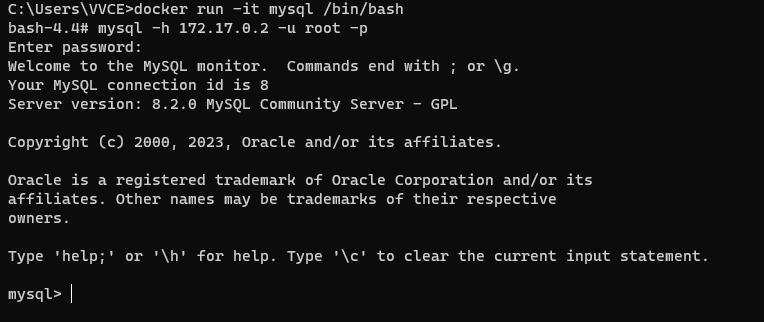 C:\Users\VVCE>docker run -it mysql /bin/bash
bash-4.4# mysql -h 172.17.0.2 -u root -p
Enter password:
Welcome to the MySQL monitor.  Commands end with ; or \g.
Your MySQL connection id is 8
Server version: 8.2.0 MySQL Community Server - GPL
Copyright (c) 2000, 2023, Oracle and/or its affiliates.
Oracle is a registered trademark of Oracle Corporation and/or its
affiliates. Other names may be trademarks of their respective
owners.
Type 'help;' or '\h' for help. Type '\c' to clear the current input statement.
mysql>